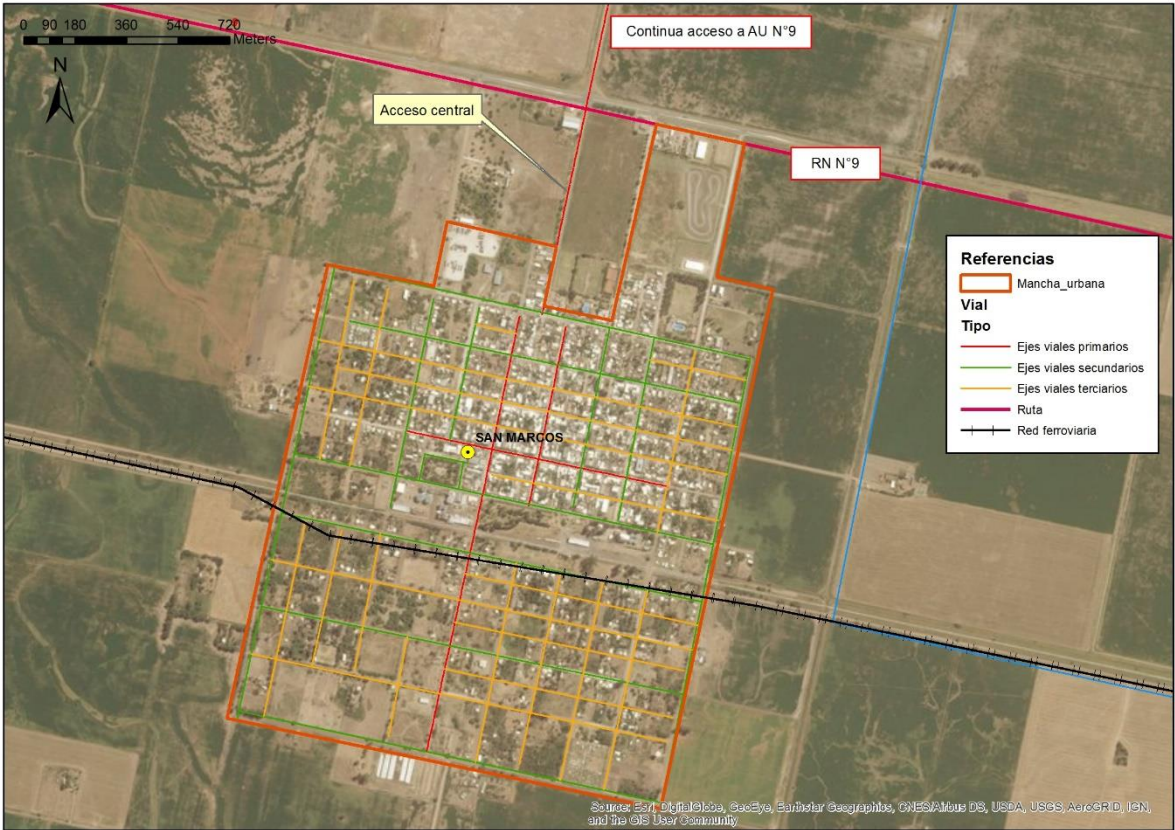 0 90 180 360 540 720
Meters
N
Continua acceso a AU N°9
Acceso central
RN N°9
SAN MARCOS
Referencias
Mancha_urbana
Vial
Tipo
Ejes viales primarios
Ejes viales secundarios
Ejes viales terciarios
Ruta
Red ferroviaria
Source: Esri, DigitalGlobe, GeoEye, Earthstar Geographics, CNES/Airbus DS, USDA, USGS, AeroGRID, IGN,
and the GIS User Community